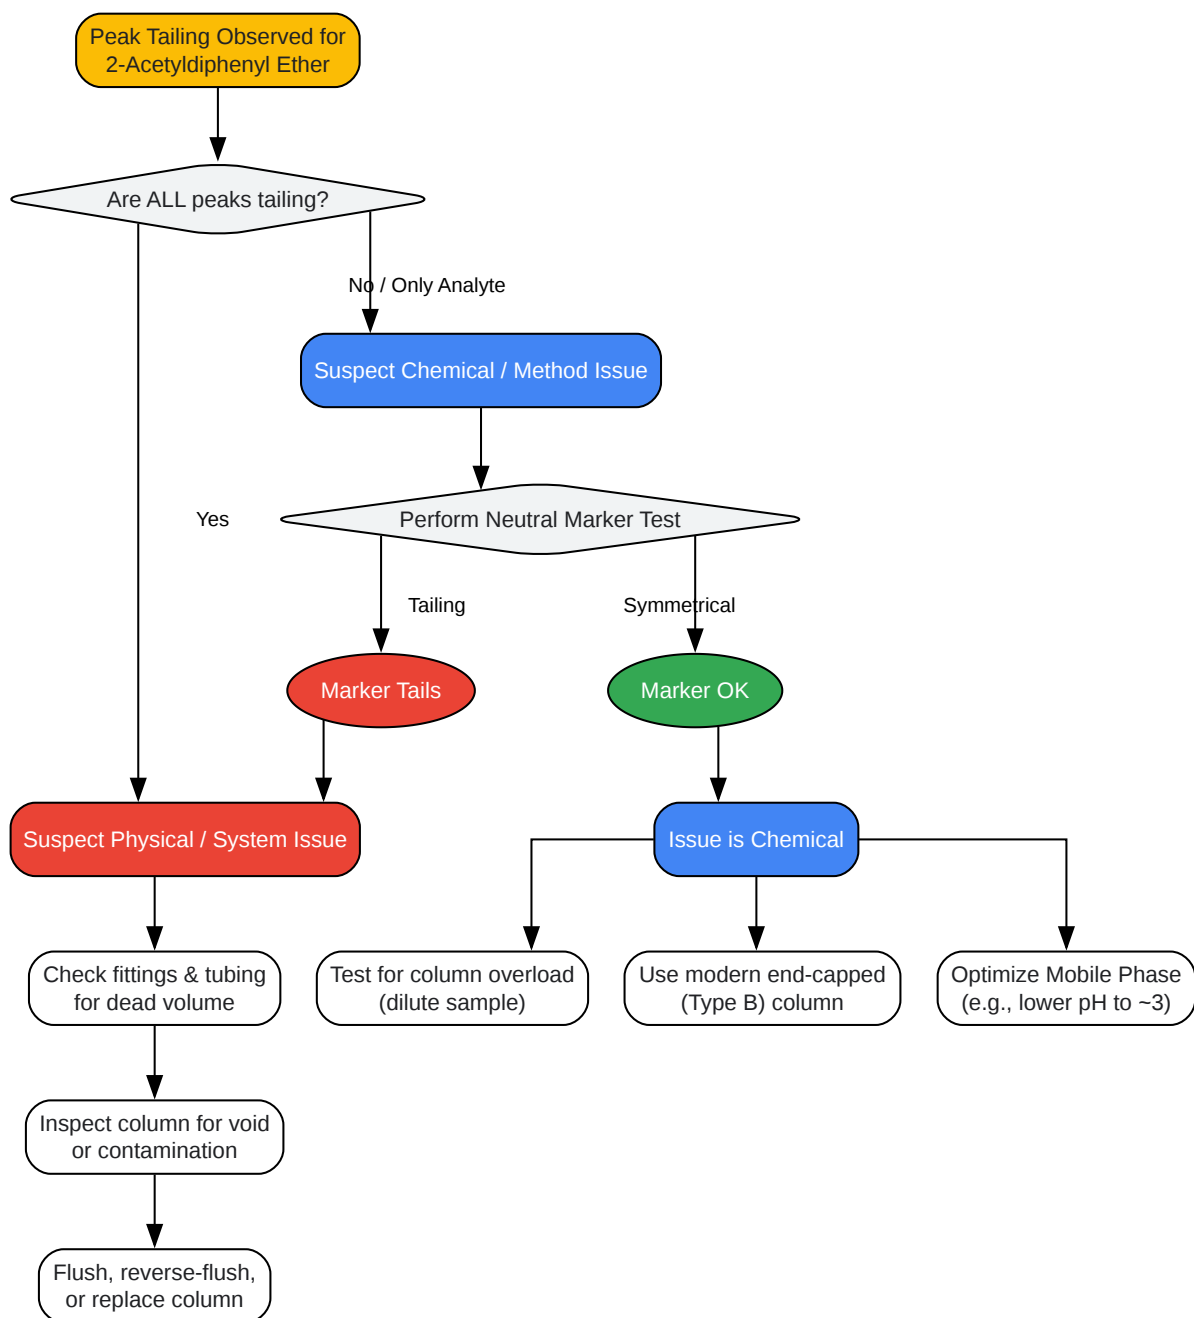 Peak Tailing Observed for
2-Acetyldiphenyl Ether
Are ALL peaks tailing?
No / Only Analyte
Suspect Chemical / Method Issue
Yes
Perform Neutral Marker Test
Tailing
Symmetrical
Marker Tails
Marker OK
Suspect Physical / System Issue
Issue is Chemical
Check fittings & tubing
for dead volume
Test for column overload
(dilute sample)
Use modern end-capped
(Type B) column
Optimize Mobile Phase
(e.g., lower pH to ~3)
Inspect column for void
or contamination
Flush, reverse-flush,
or replace column